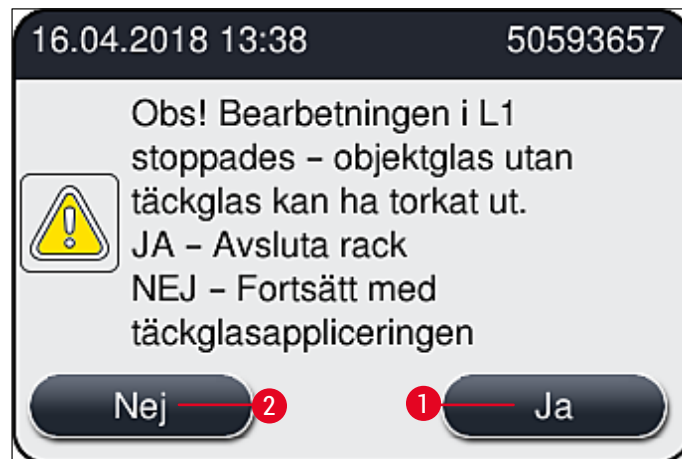 16.04.2018 13:38 50593657
Obs! Bearbetningen i L1
stoppades – objektglas utan
täckglas kan ha torkat ut.
JA – Avsluta rack
NEJ – Fortsätt med
täckglasappliceringen
Nej 2 1 Ja